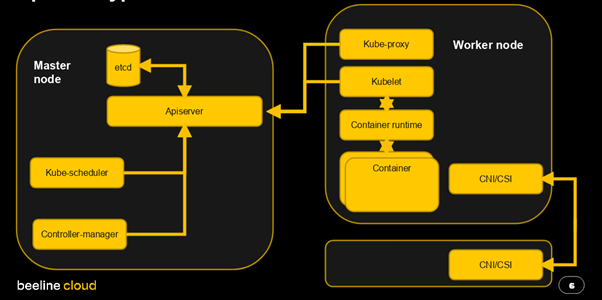 Master
node
etcd
Apiserver
Kube-scheduler
Controller-manager
Kube-proxy
Worker node
Kubelet
Container runtime
Container
CNI/CSI
CNI/CSI
beeline cloud
6